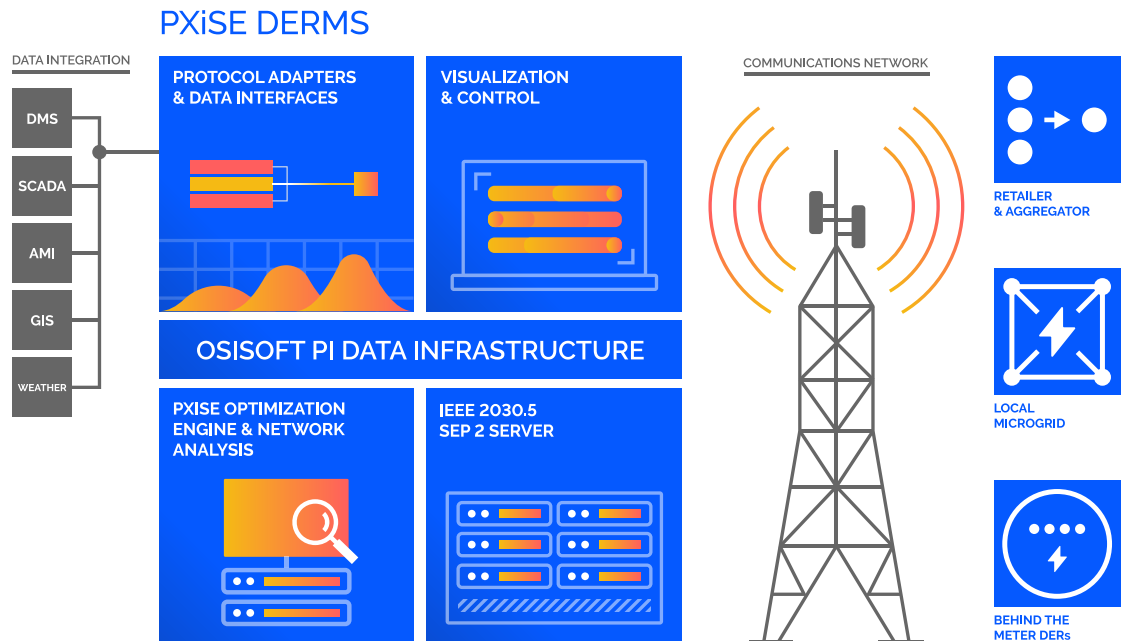 PXiSE DERMS
DATA INTEGRATION
DMS
SCADA
AMI
GIS
WEATHER
PROTOCOL ADAPTERS
& DATA INTERFACES
VISUALIZATION
& CONTROL
OSISOFT PI DATA INFRASTRUCTURE
PXISE OPTIMIZATION
ENGINE & NETWORK
ANALYSIS
IEEE 2030.5
SEP 2 SERVER
COMMUNICATIONS NETWORK
RETAILER
& AGGREGATOR
LOCAL
MICROGRID
BEHIND THE
METER DERs